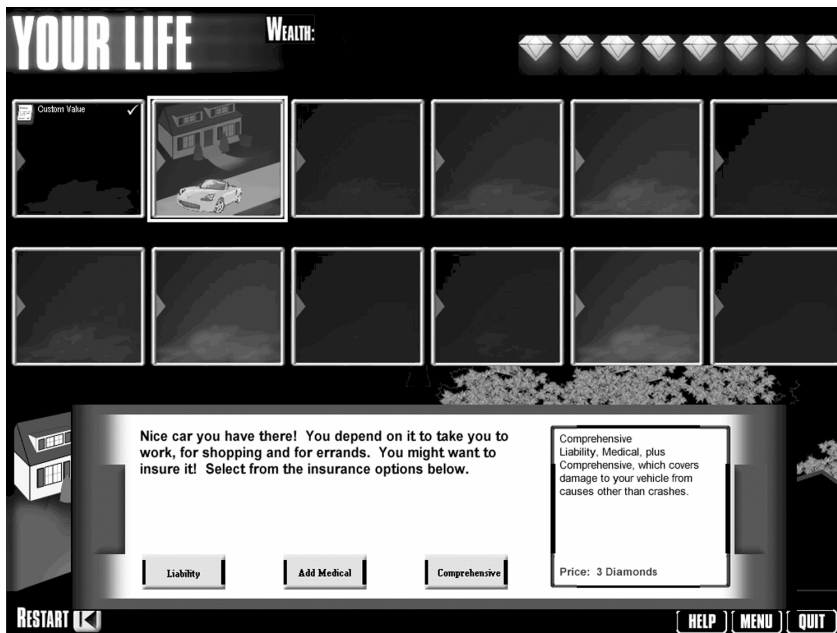 YOUR LIFE
WEALTH:
Custom Value
Nice car you have there! You depend on it to take you to
work, for shopping and for errands. You might want to
insure it! Select from the insurance options below.
Comprehensive
Liability, Medical, plus
Comprehensive, which covers
damage to your vehicle from
causes other than crashes.
Price: 3 Diamonds
Liability
Add Medical
Comprehensive
RESTART
HELP
MENU
QUIT